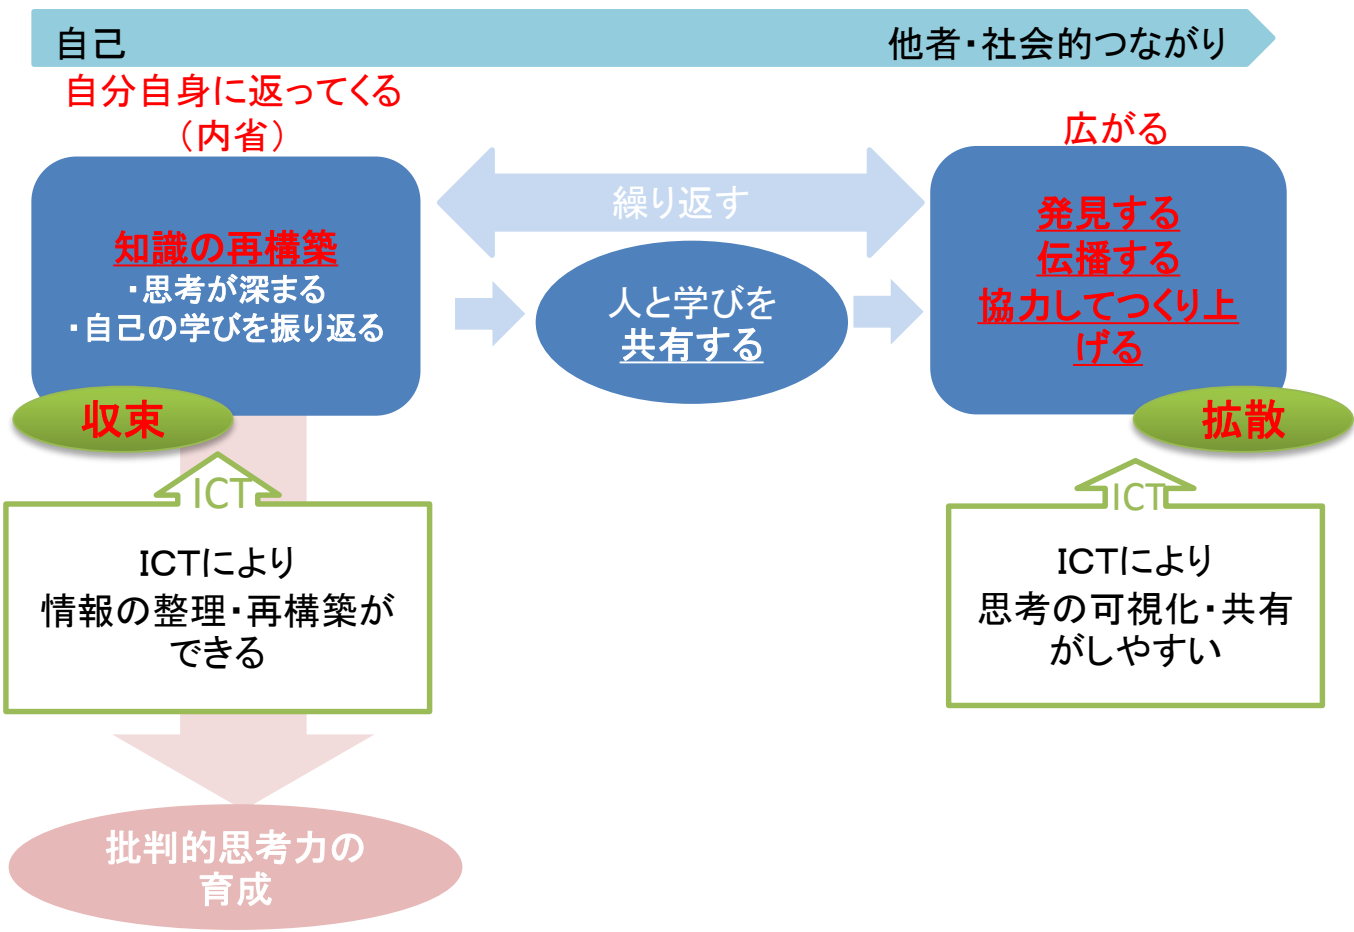 自己
他者・社会的つながり
自分自身に返ってくる
（内省）
広がる
繰り返す
知識の再構築
・思考が深まる
・自己の学びを振り返る
人と学びを
共有する
発見する
伝播する
協力してつくり上
げる
収束
拡散
ICT
ICTにより
情報の整理・再構築が
できる
ICT
ICTにより
思考の可視化・共有
がしやすい
批判的思考力の
育成